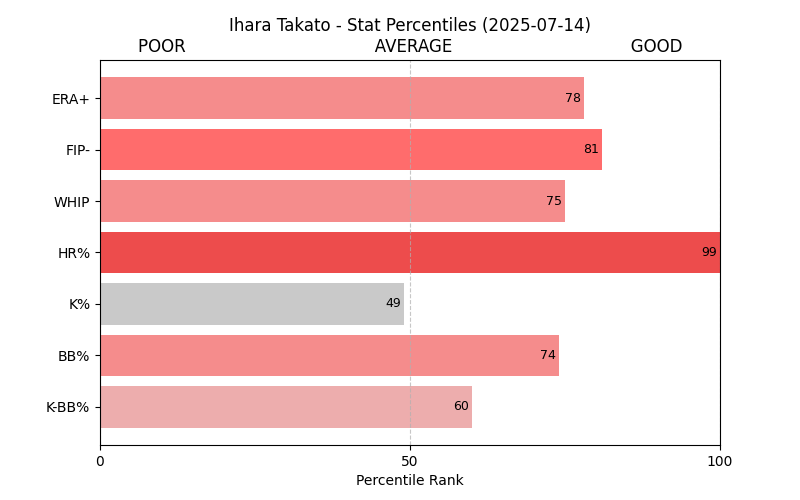 Ihara Takato - Stat Percentiles (2025-07-14)
POOR AVERAGE GOOD
ERA+ 78
FIP- 81
WHIP 75
HR% 99
K% 49
BB% 74
K-BB% 60
0 50 100
Percentile Rank